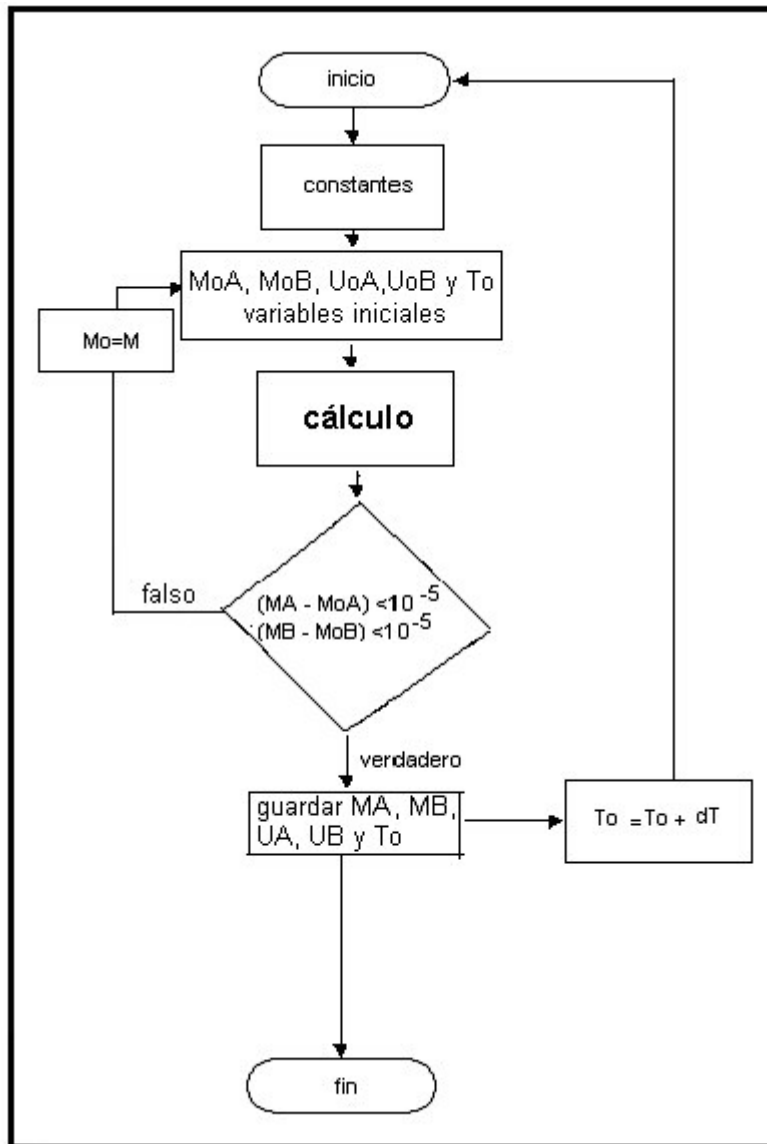 inicio
constantes
MoA, MoB, UoA,UoB y To
variables iniciales
Mo=M
cálculo
falso
(MA - MoA) <10^-5
(MB - MoB) <10^-5
verdadero
guardar MA, MB,
UA, UB y To
To =To + dT
fin